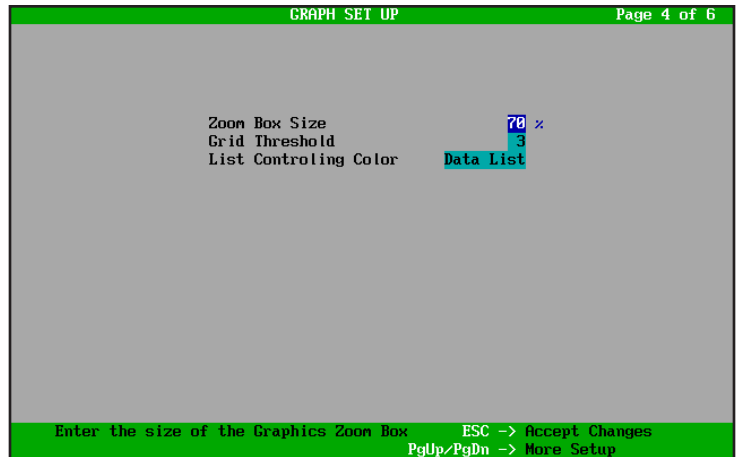 GRAPH SET UP Page 4 of 6
Zoom Box Size 70 %
Grid Threshold 3
List Controling Color Data List
Enter the size of the Graphics Zoom Box ESC -> Accept Changes
PgUp/PgDn -> More Setup